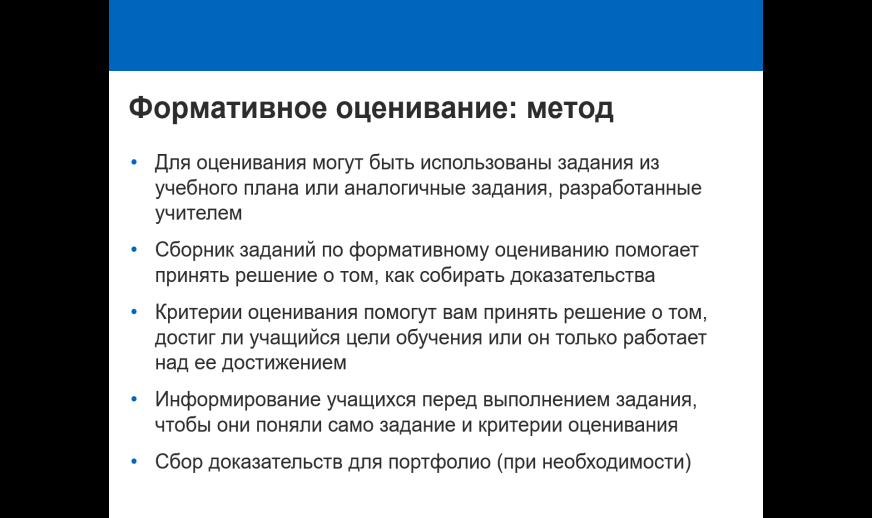 Формативное оценивание: метод
• Для оценивания могут быть использованы задания из
учебного плана или аналогичные задания, разработанные
учителем
• Сборник заданий по формативному оцениванию помогает
принять решение о том, как собирать доказательства
• Критерии оценивания помогут вам принять решение о том,
достиг ли учащийся цели обучения или он только работает
над ее достижением
• Информирование учащихся перед выполнением задания,
чтобы они поняли само задание и критерии оценивания
• Сбор доказательств для портфолио (при необходимости)